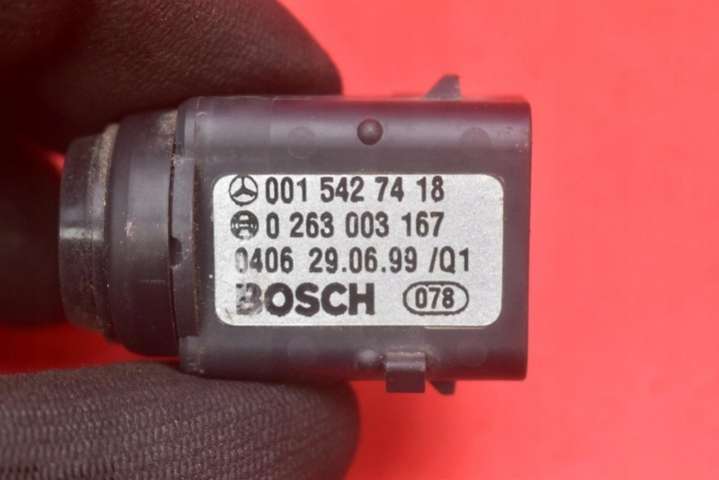 001 542 74 18
0 263 003 167
0406 29.06.99 /Q1
BOSCH 078